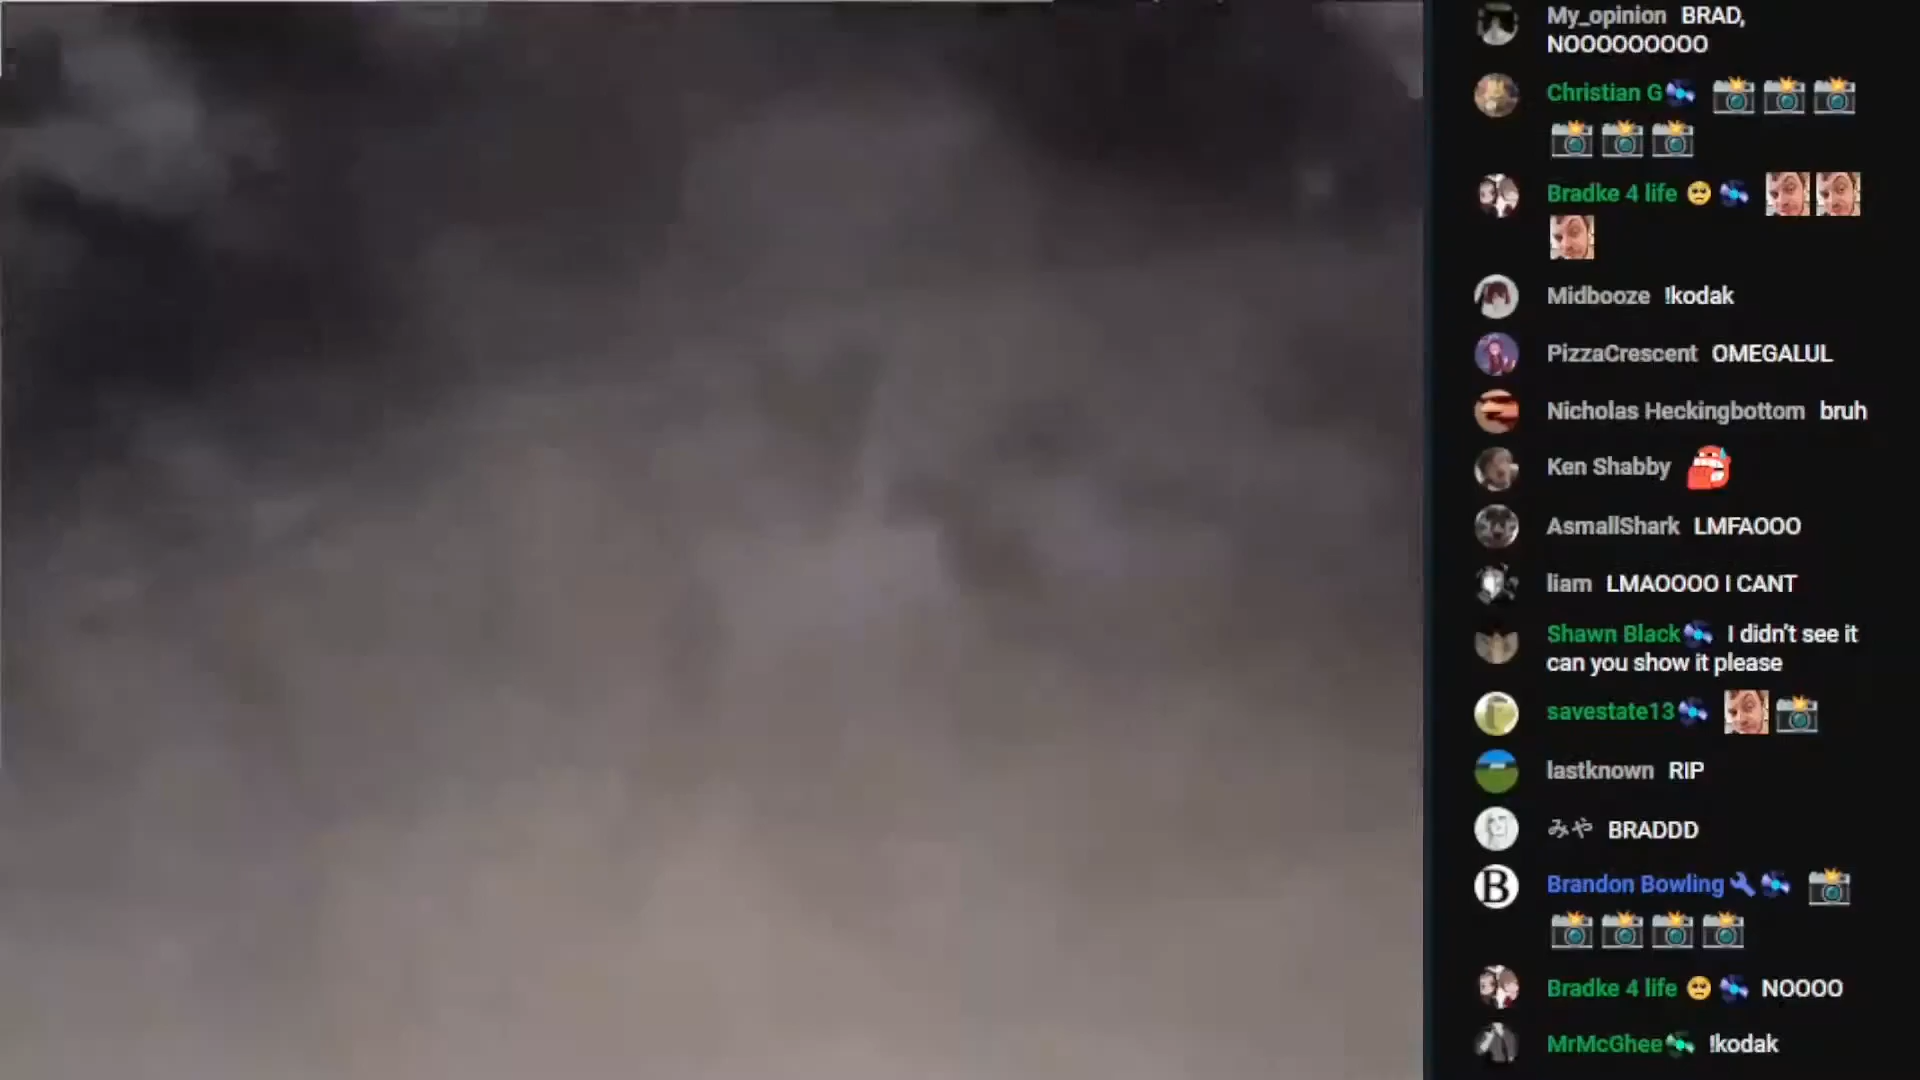 My_opinion BRAD,
NOOOOOOOOO
Christian G
Bradke 4 life
Midbooze !kodak
PizzaCrescent OMEGALUL
Nicholas Heckingbottom bruh
Ken Shabby
AsmallShark LMFAOOO
liam LMAOOOO I CANT
Shawn Black I didn't see it
can you show it please
savestate13
lastknown RIP
みや BRADDD
B Brandon Bowling
Bradke 4 life NOOOO
MrMcGhee !kodak